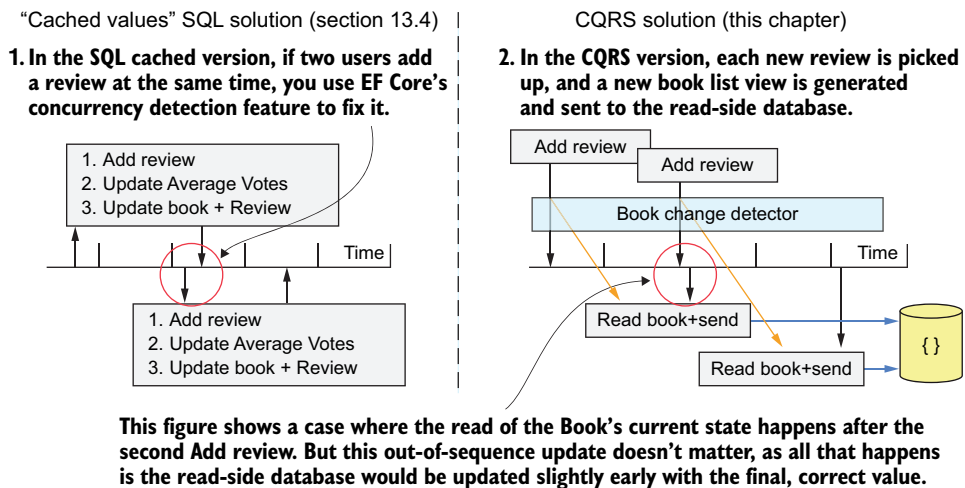 “Cached values” SQL solution (section 13.4)
1. In the SQL cached version, if two users add
a review at the same time, you use EF Core’s
concurrency detection feature to fix it.
1. Add review
2. Update Average Votes
3. Update book + Review
Time
1. Add review
2. Update Average Votes
3. Update book + Review
CQRS solution (this chapter)
2. In the CQRS version, each new review is picked
up, and a new book list view is generated
and sent to the read-side database.
Add review
Add review
Book change detector
Time
Read book+send
Read book+send
{ }
This figure shows a case where the read of the Book’s current state happens after the
second Add review. But this out-of-sequence update doesn’t matter, as all that happens
is the read-side database would be updated slightly early with the final, correct value.